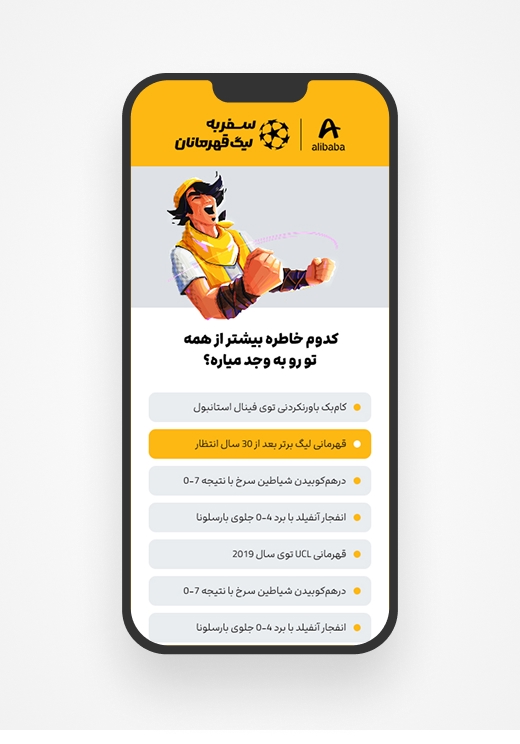 سفر به
لیگ قهرمانان
alibaba
کدوم خاطره بیشتر از همه
تو رو به وجد میاره؟
کام‌بک باورنکردنی توی فینال استانبول
قهرمانی لیگ برتر بعد از 30 سال انتظار
درهم‌کوبیدن شیاطین سرخ با نتیجه 7-0
انفجار آنفیلد با برد 4-0 جلوی بارسلونا
قهرمانی UCL توی سال 2019
درهم‌کوبیدن شیاطین سرخ با نتیجه 7-0
انفجار آنفیلد با برد 4-0 جلوی بارسلونا